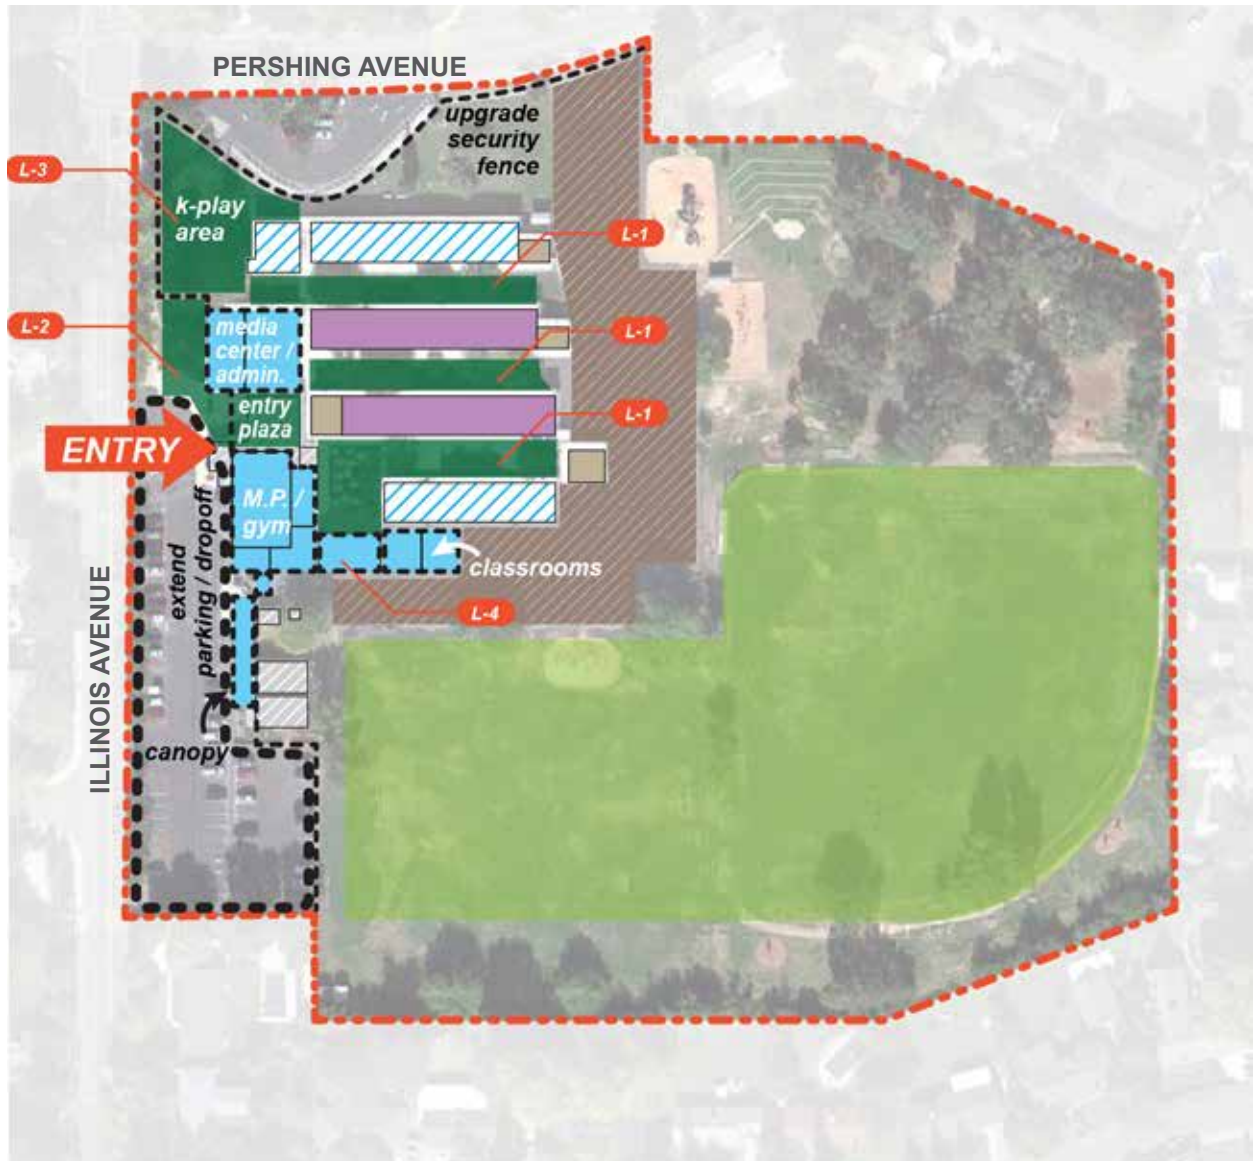 PERSHING AVENUE
upgrade
security
fence
L-3
k-play
area
L-1
L-2
media
center /
admin.
L-1
entry
plaza
L-1
ENTRY
M.P. /
gym
classrooms
extend
parking / dropoff
L-4
ILLINOIS AVENUE
canopy